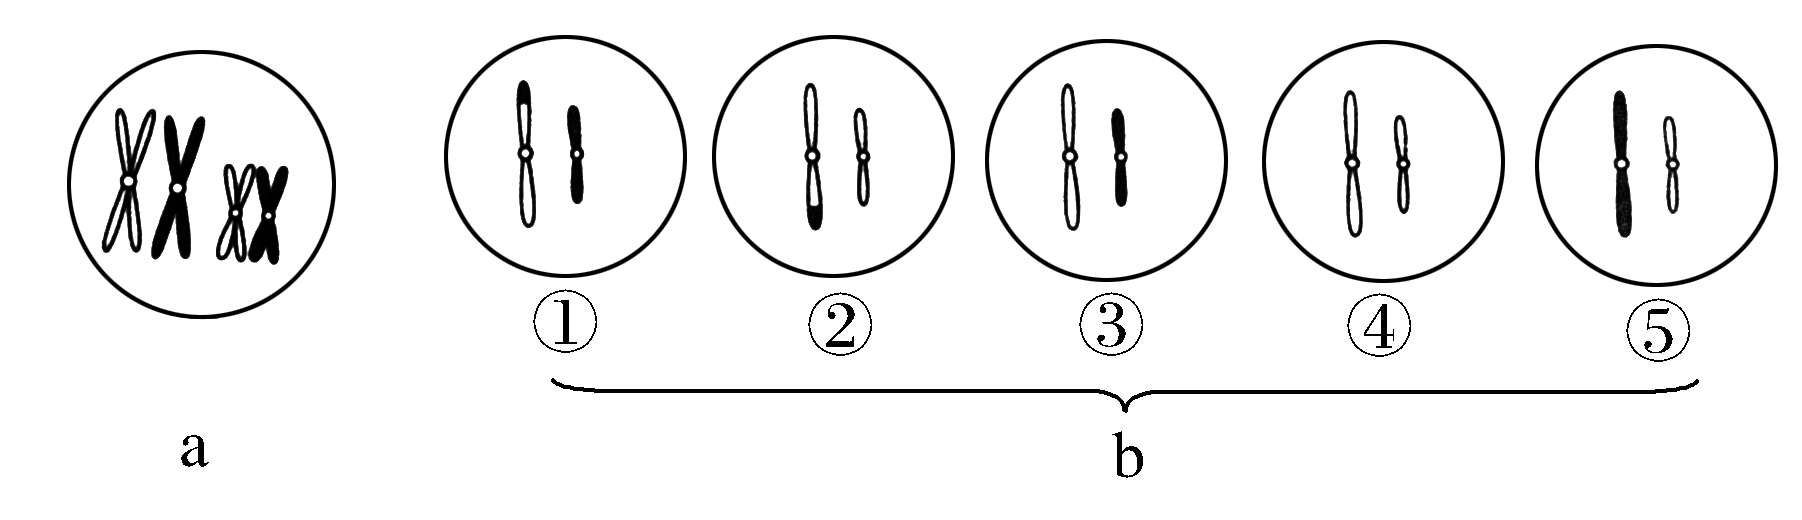 ① ② ③ ④ ⑤
a b